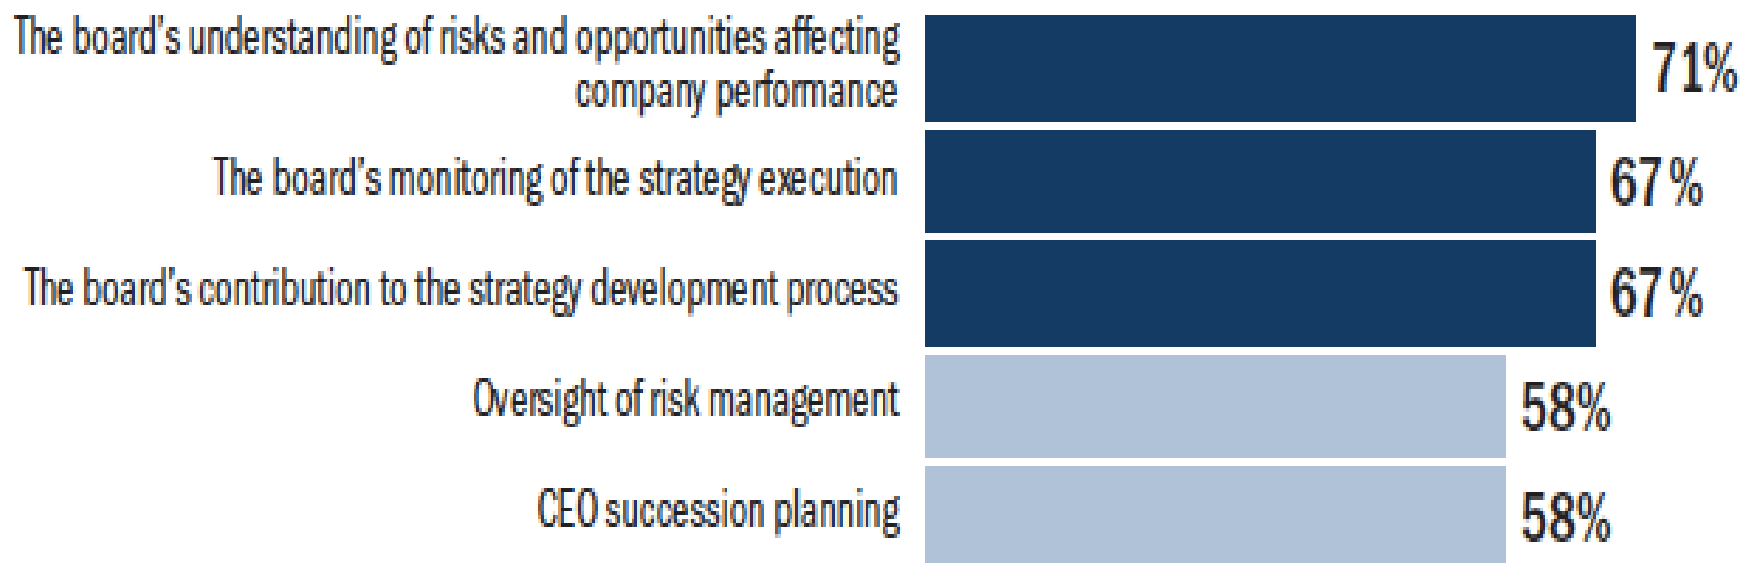 The board's understanding of risks and opportunities affecting
company performance
71%
The board's monitoring of the strategy execution
67%
The board's contribution to the strategy development process
67%
Oversight of risk management
58%
CEO succession planning
58%